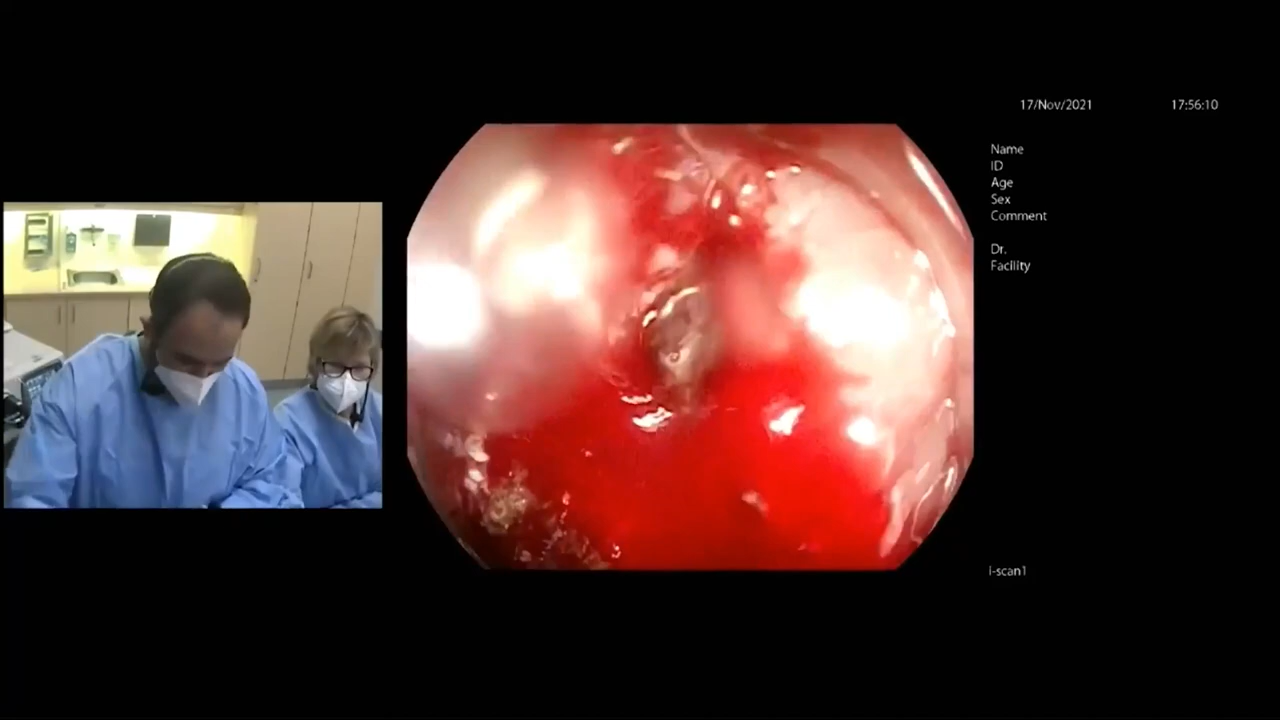 17/Nov/2021 17:56:10
Name
ID
Age
Sex
Comment
Dr.
Facility
i-scan1